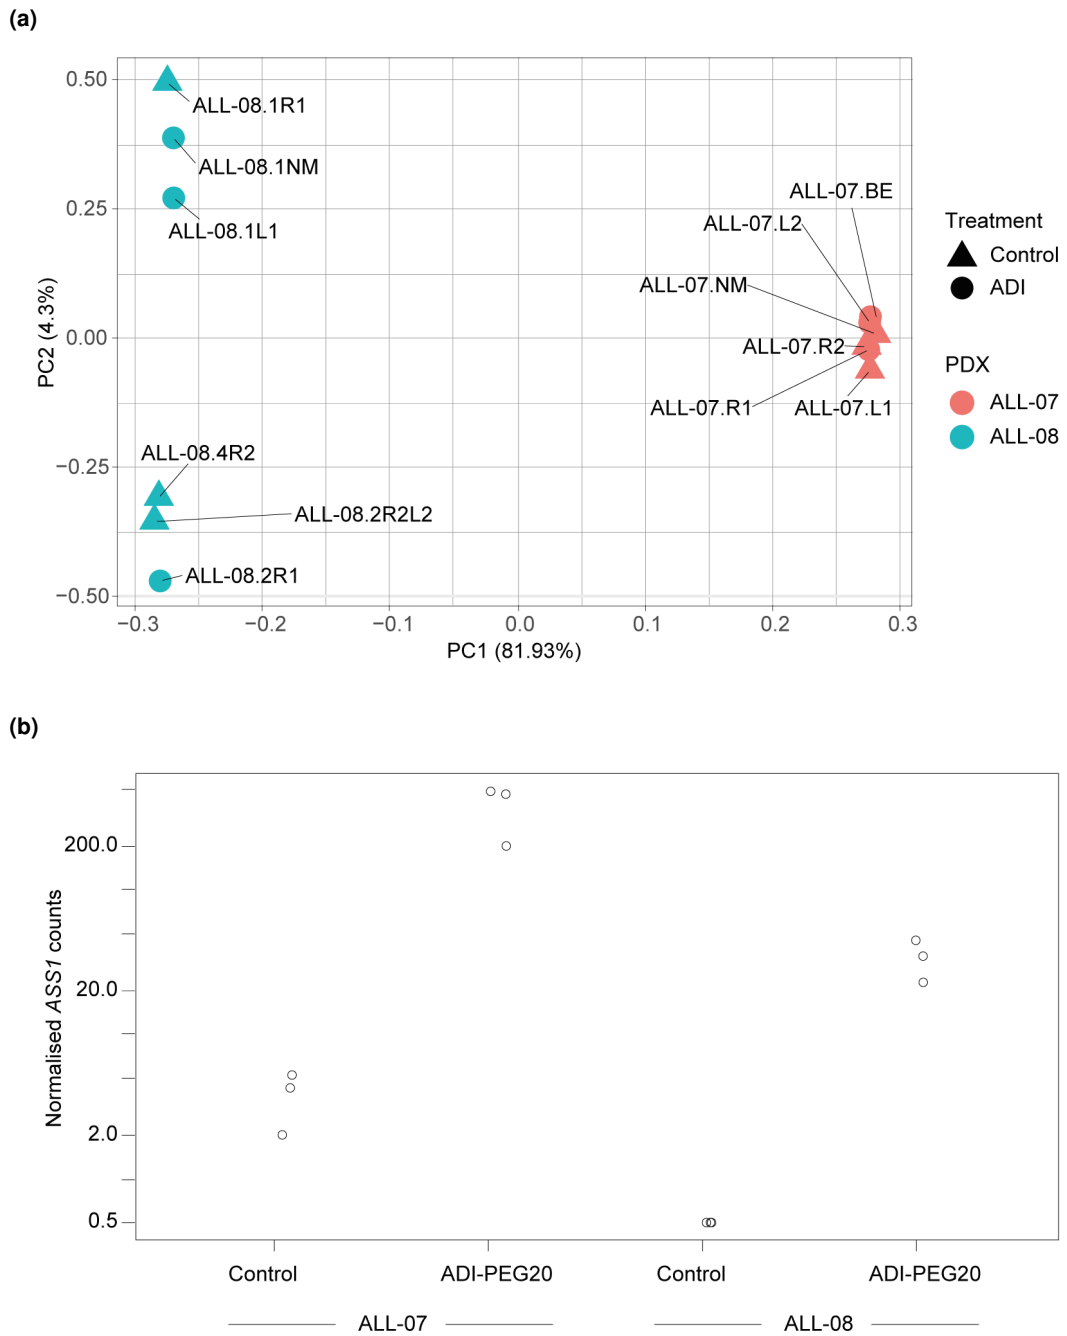 (a)
0.50
0.25
0.00
−0.25
−0.50
PC2 (4.3%)
ALL-08.1R1
ALL-08.1NM
ALL-08.1L1
ALL-08.4R2
ALL-08.2R2L2
ALL-08.2R1
ALL-07.BE
ALL-07.L2
ALL-07.NM
ALL-07.R2
ALL-07.R1
ALL-07.L1
−0.3
−0.2
−0.1
0.0
0.1
0.2
0.3
PC1 (81.93%)
Treatment
Control
ADI
PDX
ALL-07
ALL-08
(b)
Normalised ASS1 counts
200.0
20.0
2.0
0.5
Control
ADI-PEG20
Control
ADI-PEG20
ALL-07
ALL-08